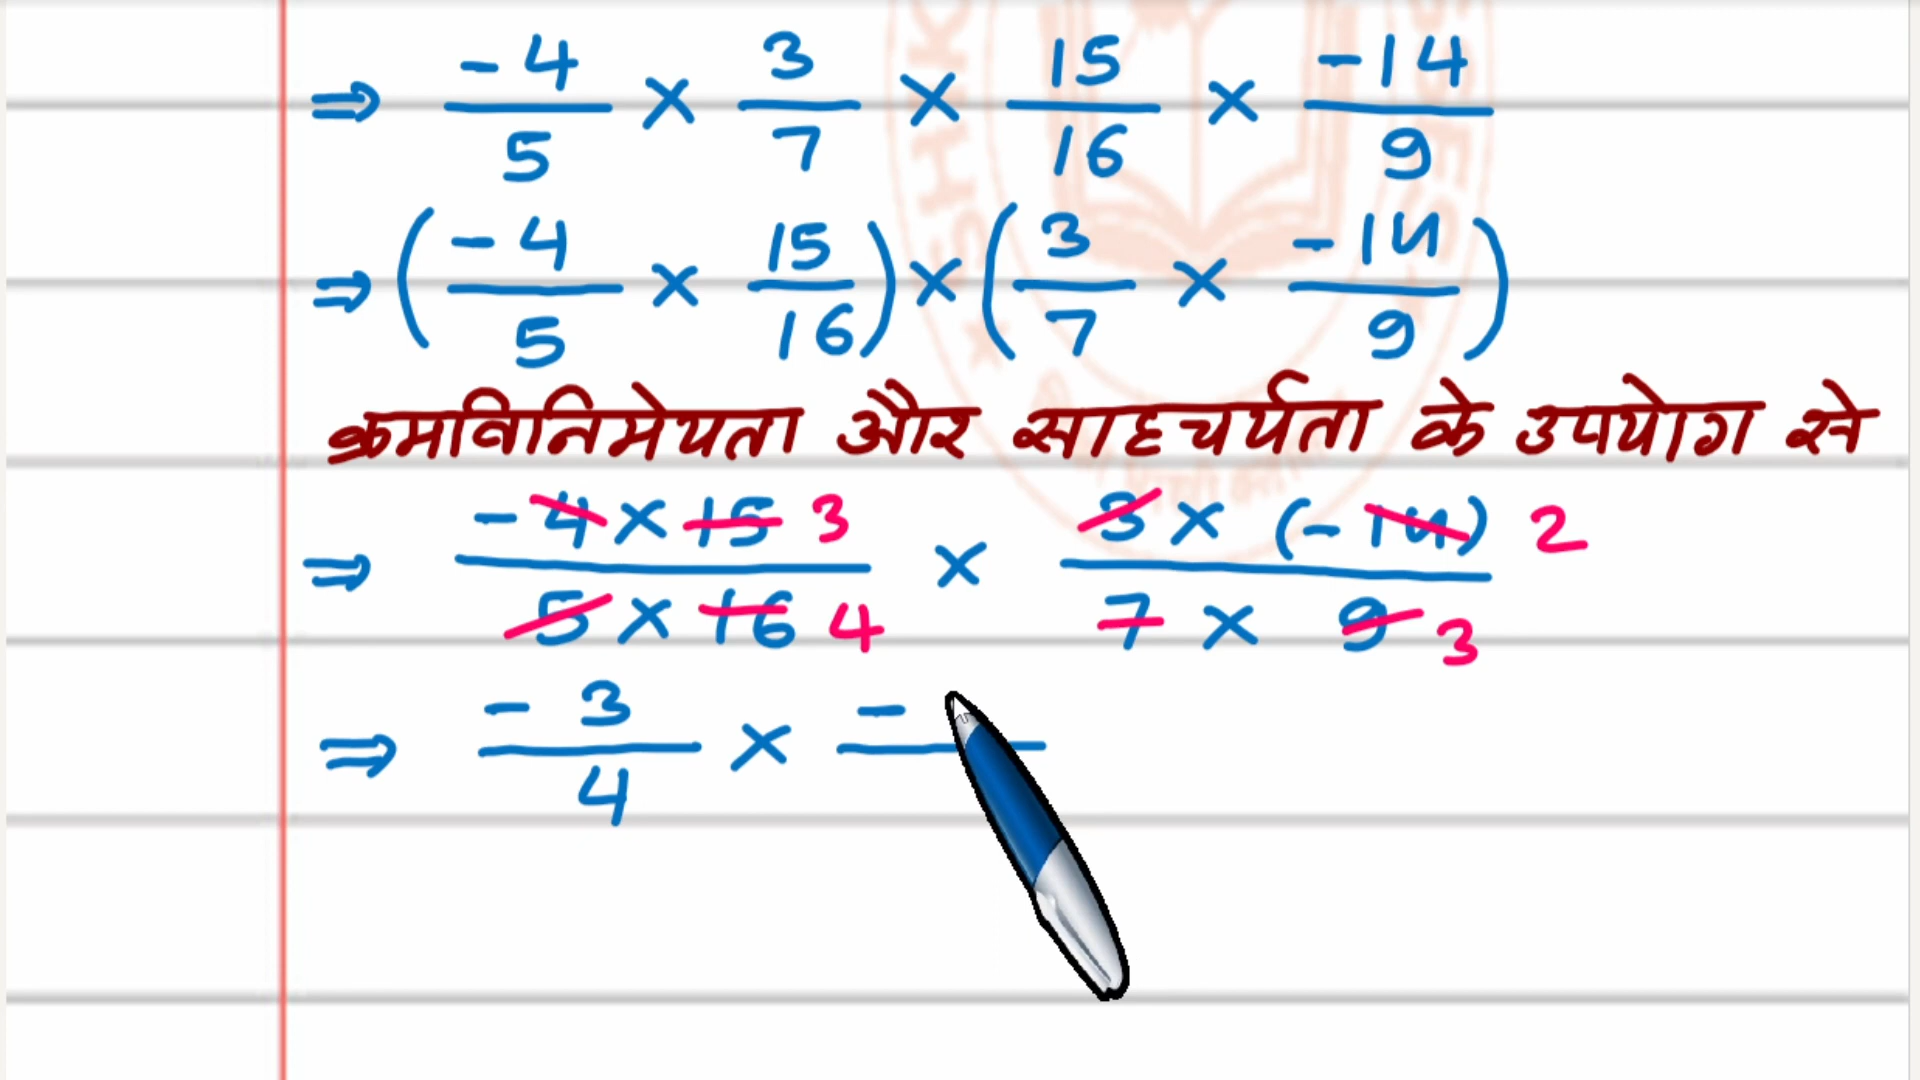 ⇒ -4/5 × 3/7 × 15/16 × -14/9
⇒ (-4/5 × 15/16) × (3/7 × -14/9)
क्रमविनिमेयता और साहचर्यता के उपयोग से
⇒ -4×15 3/5×16 4 × 3×(-14) 2/7×9 3
⇒ -3/4 × -